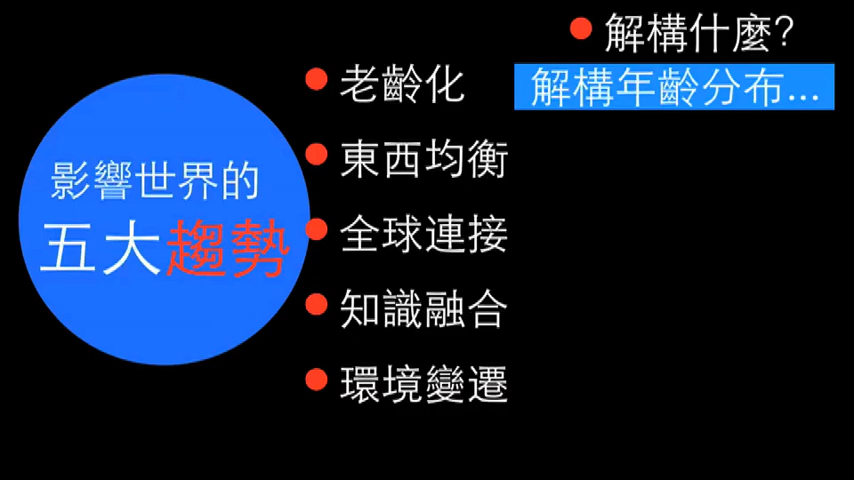 影響世界的
五大趨勢
老齡化
東西均衡
全球連接
知識融合
環境變遷
解構什麼?
解構年齡分布...